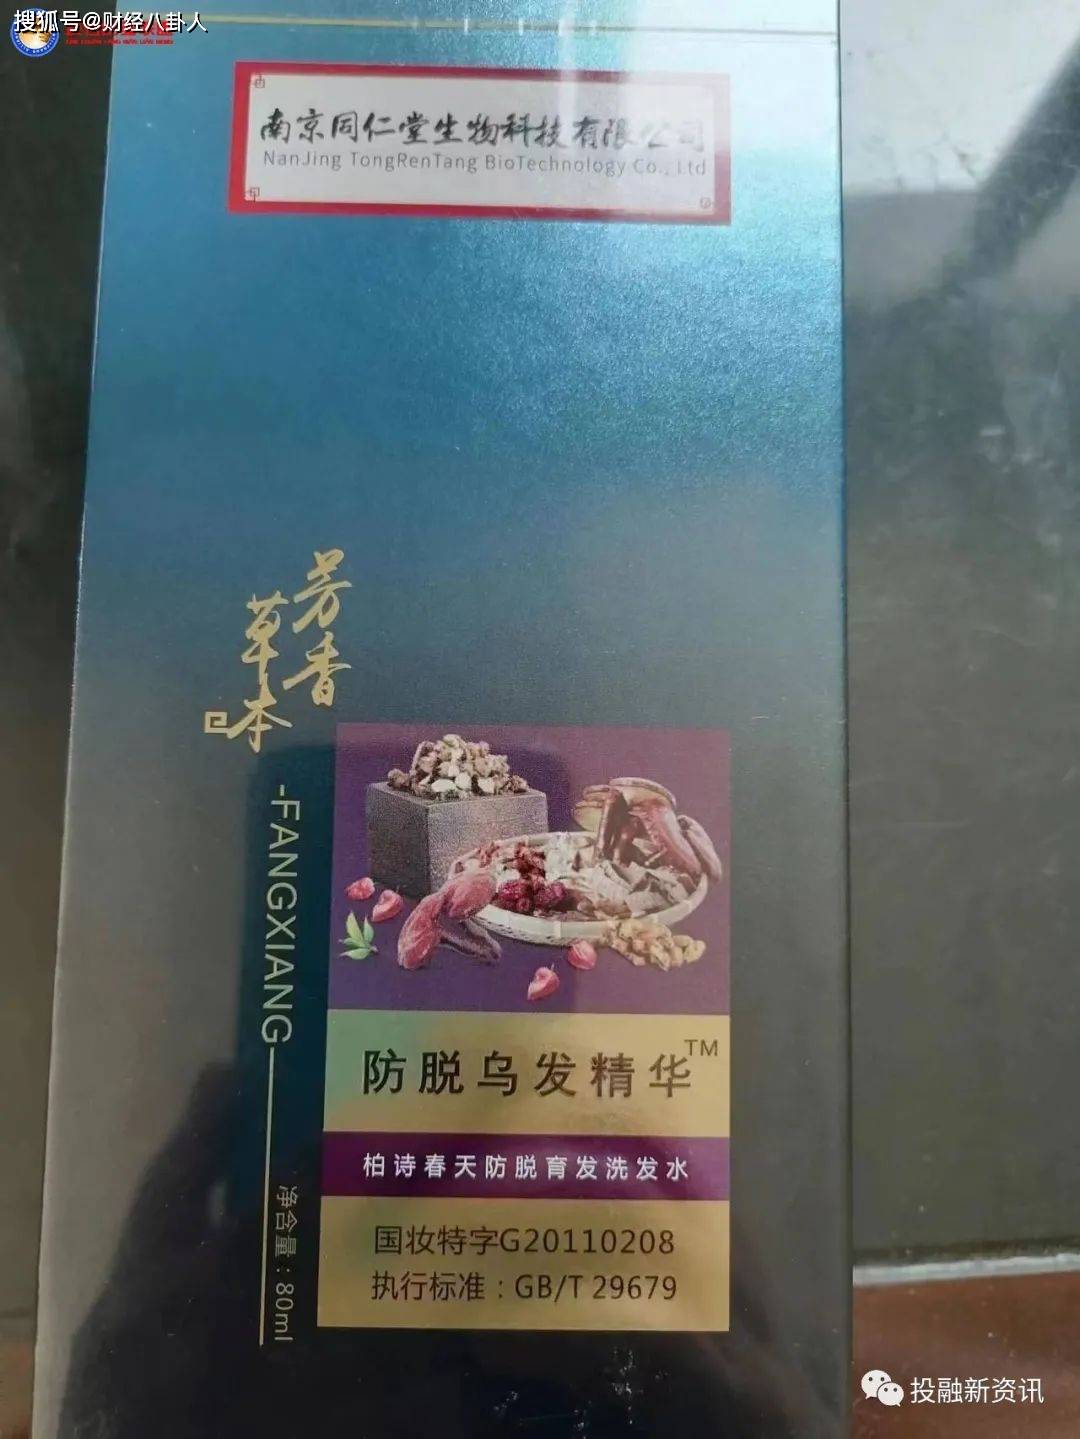 搜狐号@财经八卦人
南京同仁堂生物科技有限公司
NanJing TongRenTang BioTechnology Co., Ltd
芳香
草本
-FANGXIANG
净含量：80ml
防脱乌发精华TM
柏诗春天防脱育发洗发水
国妆特字G20110208
执行标准：GB/T 29679
投融新资讯